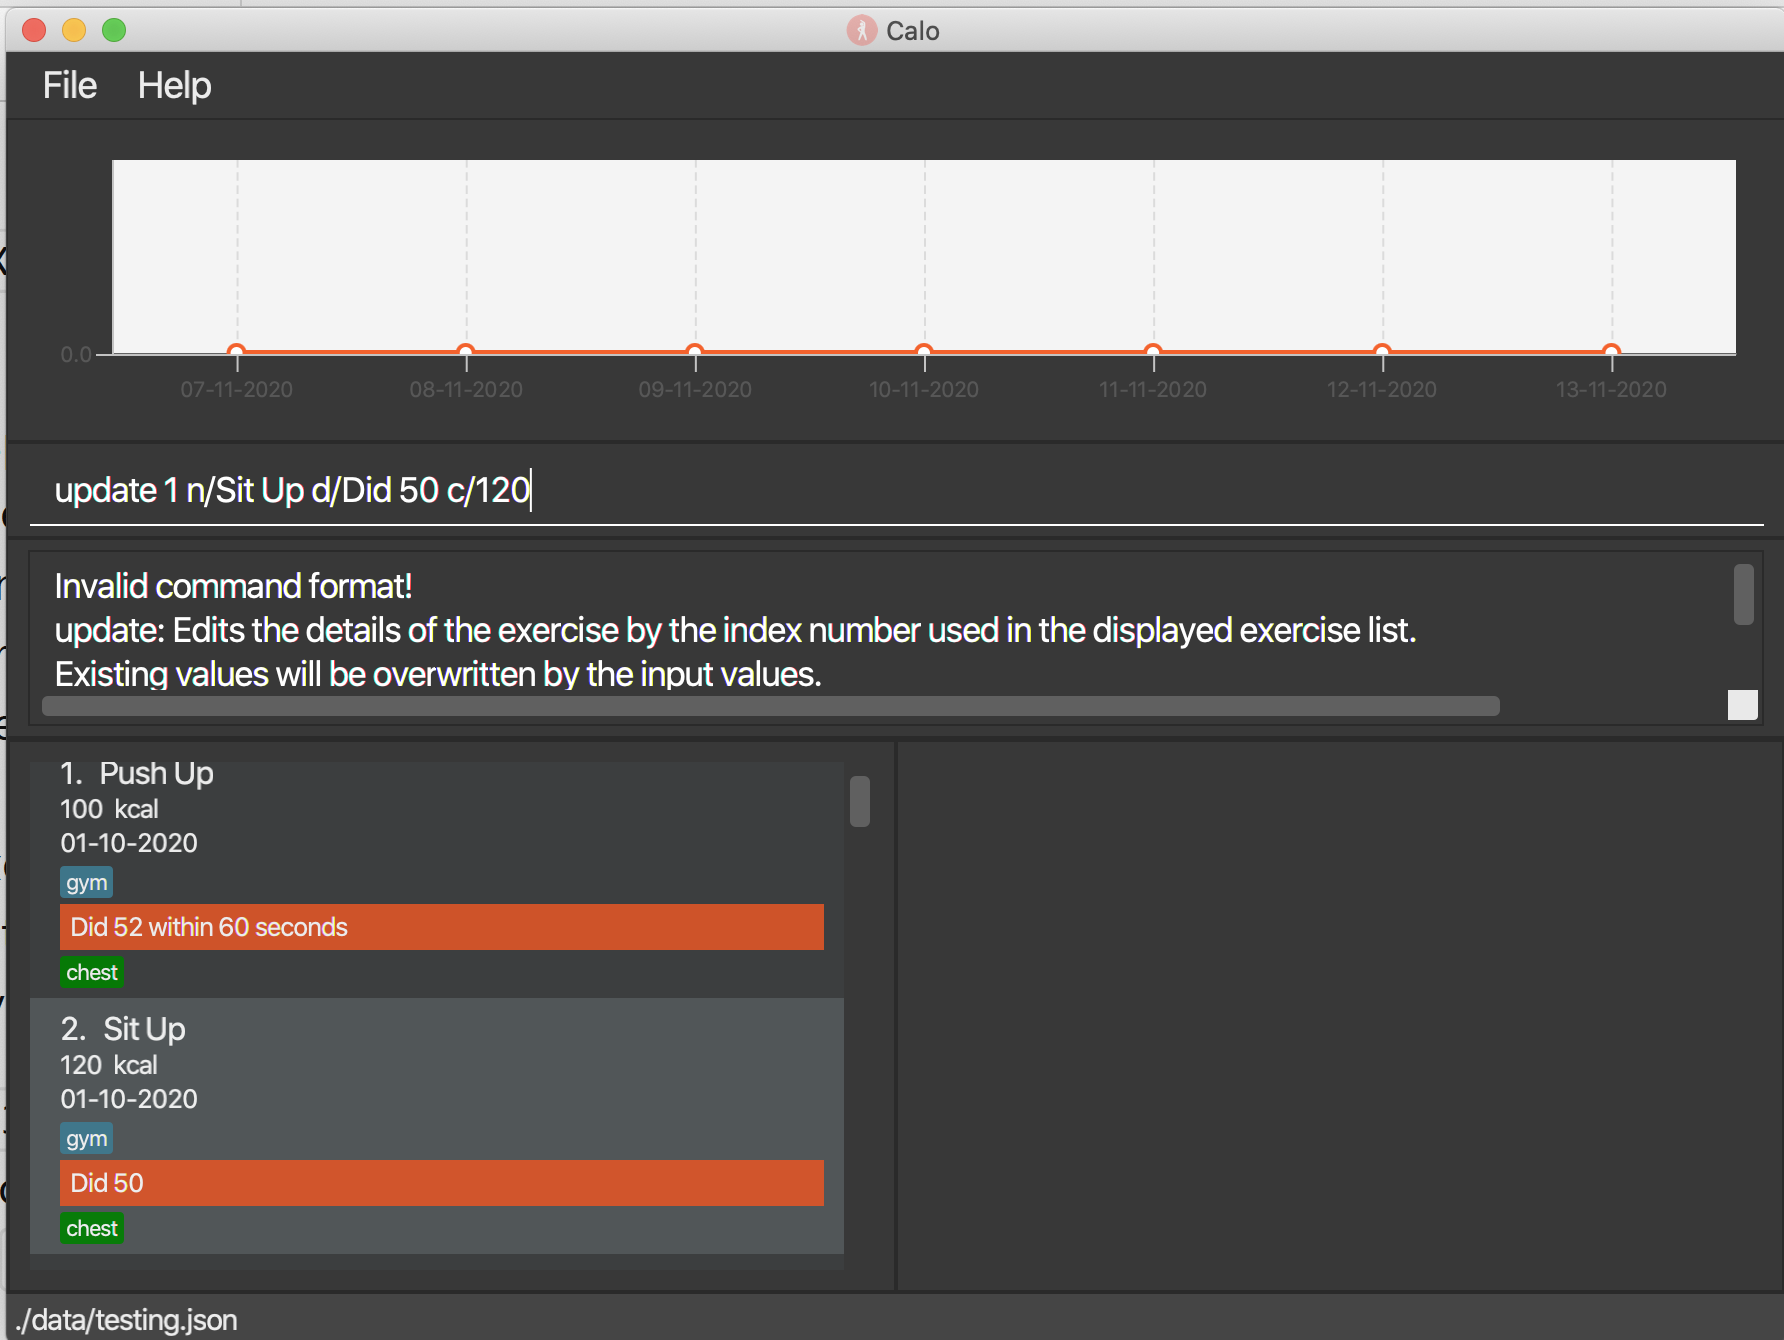 Calo
File Help
0.0
07-11-2020 08-11-2020 09-11-2020 10-11-2020 11-11-2020 12-11-2020 13-11-2020
update 1 n/Sit Up d/Did 50 c/120
Invalid command format!
update: Edits the details of the exercise by the index number used in the displayed exercise list.
Existing values will be overwritten by the input values.
1. Push Up
100 kcal
01-10-2020
gym
Did 52 within 60 seconds
chest
2. Sit Up
120 kcal
01-10-2020
gym
Did 50
chest
./data/testing.json